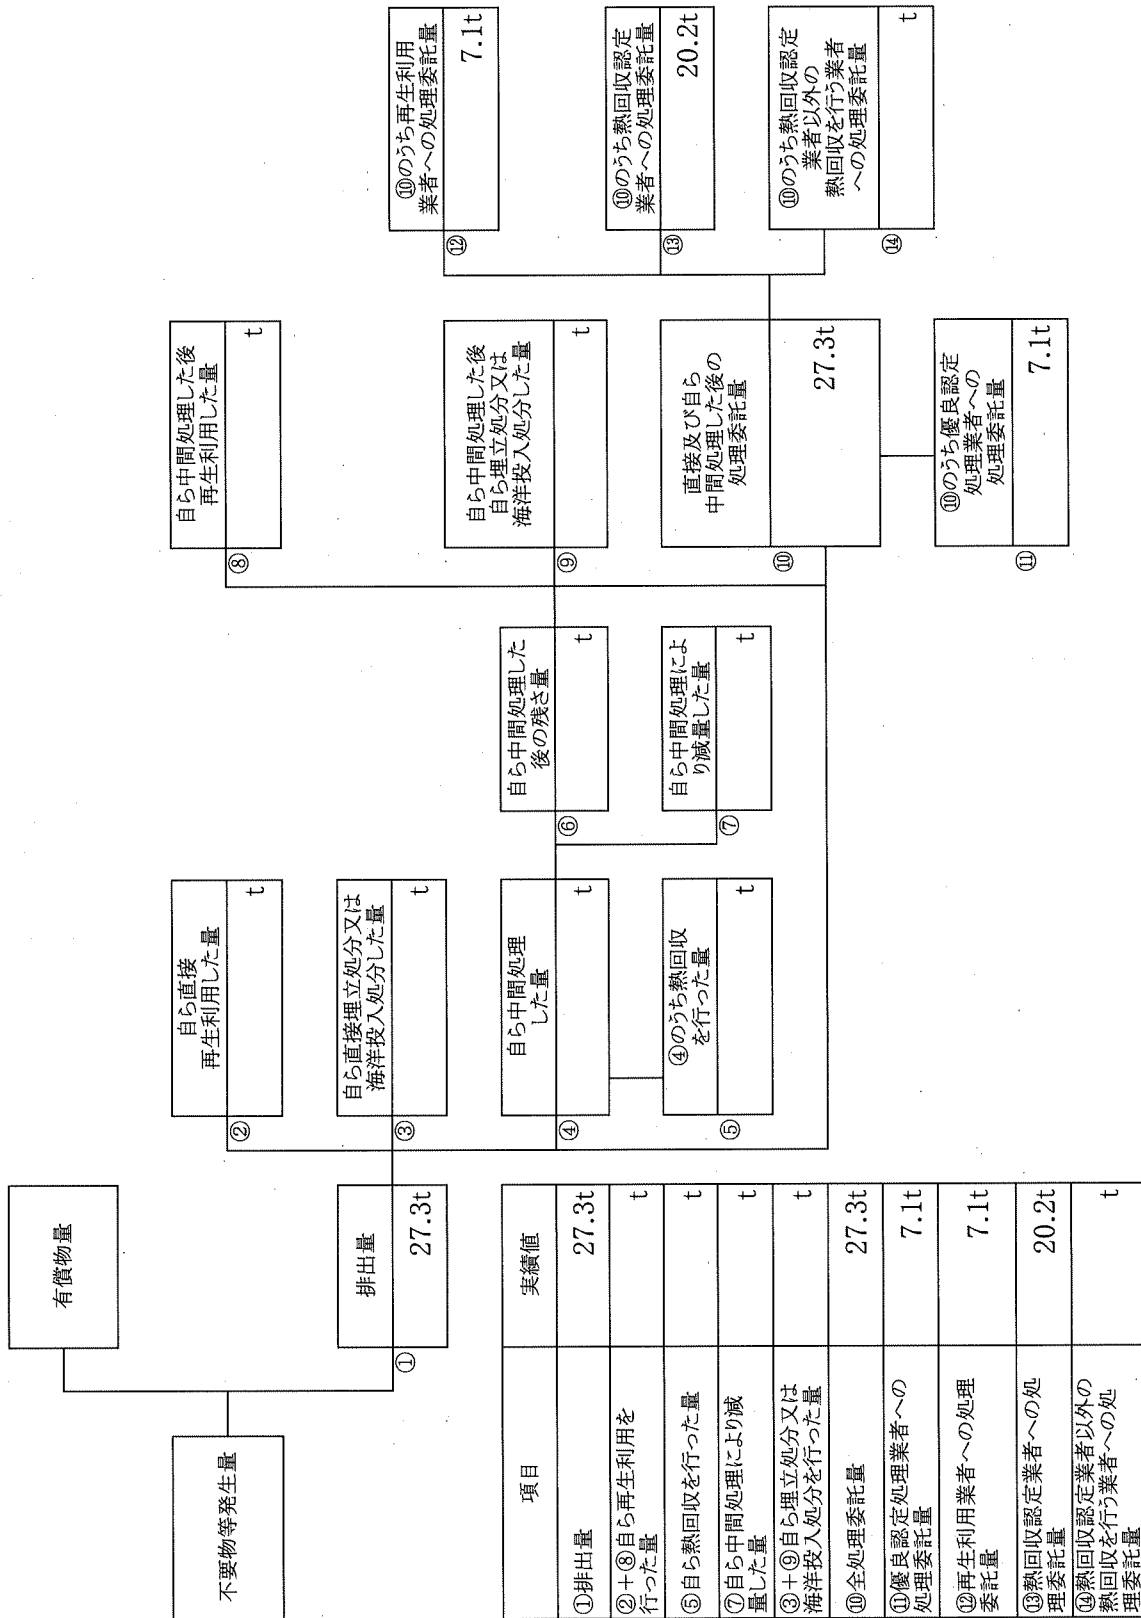 不要物等発生量
有償物量
排出量
①
27.3t
自ら直接
再生利用した量
②
t
自ら直接埋立処分又は
海洋投入処分した量
③
t
自ら中間処理
した量
④
t
④のうち熱回収
を行った量
⑤
t
自ら中間処理した
後の残さ量
⑥
t
自ら中間処理によ
り減量した量
⑦
t
自ら中間処理した後
再生利用した量
⑧
t
自ら中間処理した後
自ら埋立処分又は
海洋投入処分した量
⑨
t
直接及び自ら
中間処理した後の
処理委託量
⑩
27.3t
⑩のうち優良認定
処理業者への
処理委託量
⑪
7.1t
⑩のうち再生利用
業者への処理委託量
⑫
7.1t
⑩のうち熱回収認定
業者への処理委託量
⑬
20.2t
⑩のうち熱回収認定
業者以外の
熱回収を行う業者
への処理委託量
⑭
t
項目 実績値
①排出量 27.3t
②+⑧自ら再生利用を
行った量 t
⑤自ら熱回収を行った量 t
⑦自ら中間処理により減
量した量 t
③+⑨自ら埋立処分又は
海洋投入処分を行った量 t
⑩全処理委託量 27.3t
⑪優良認定処理業者への
処理委託量 7.1t
⑫再生利用業者への処理
委託量 7.1t
⑬熱回収認定業者への処
理委託量 20.2t
⑭熱回収認定業者以外の
熱回収を行う業者への処
理委託量 t